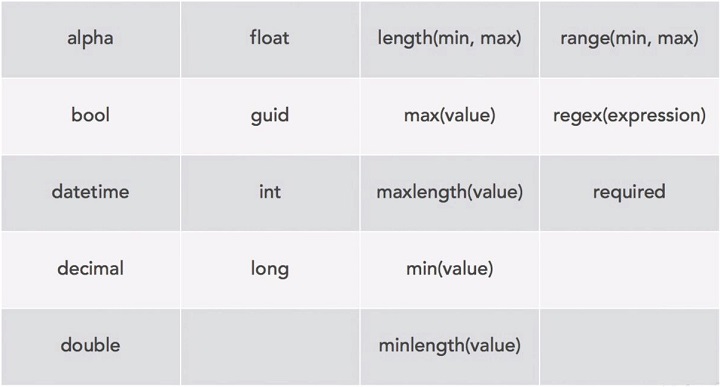 alpha float length(min, max) range(min, max)
bool guid max(value) regex(expression)
datetime int maxlength(value) required
decimal long min(value)
double minlength(value)